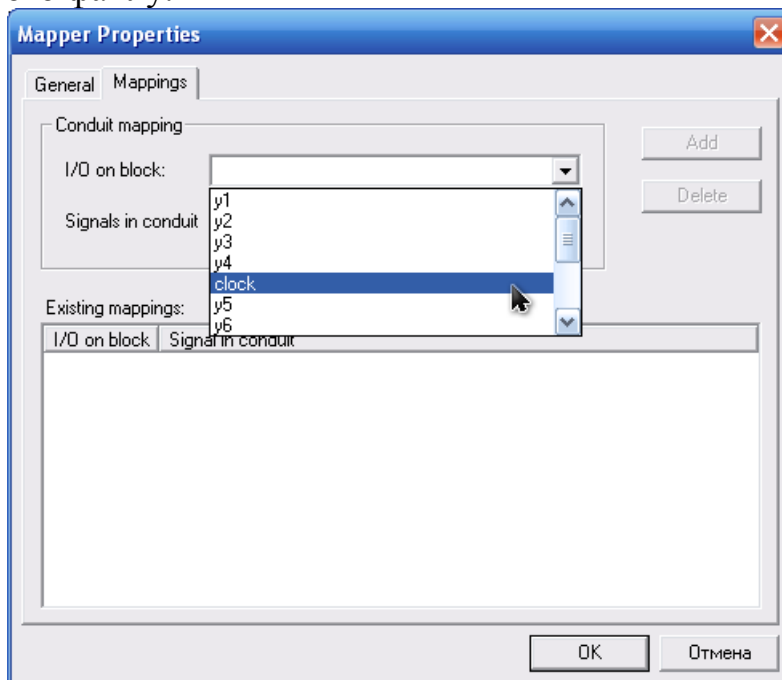 Mapper Properties
General Mappings
Conduit mapping
I/O on block:
Add
Delete
Signals in conduit
y1
y2
y3
y4
clock
y5
y6
Existing mappings:
I/O on block Signal in conduit
OK Отмена